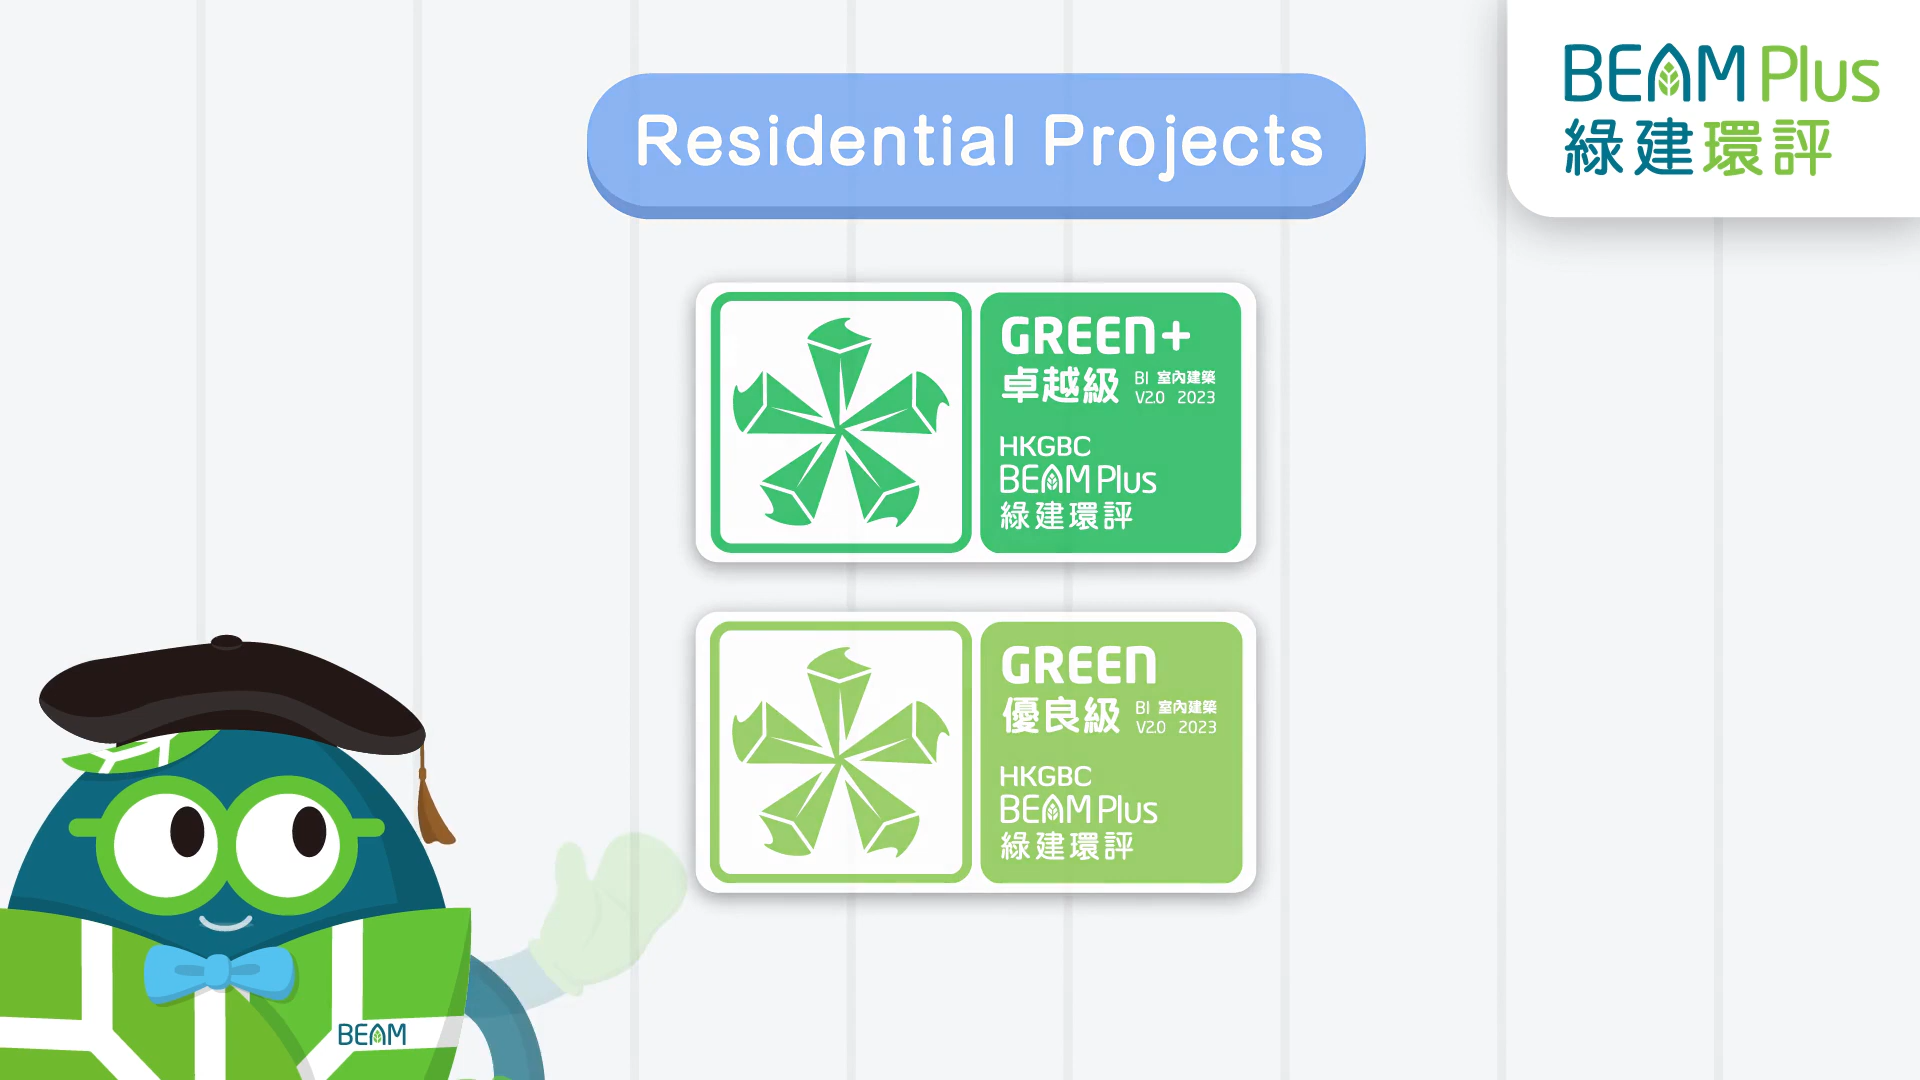 BEAM Plus
綠建環評
Residential Projects
GREEN+
卓越級 BI 室內建築
V2.0 2023
HKGBC
BEAM Plus
綠建環評
GREEN
優良級 BI 室內建築
V2.0 2023
HKGBC
BEAM Plus
綠建環評
BEAM